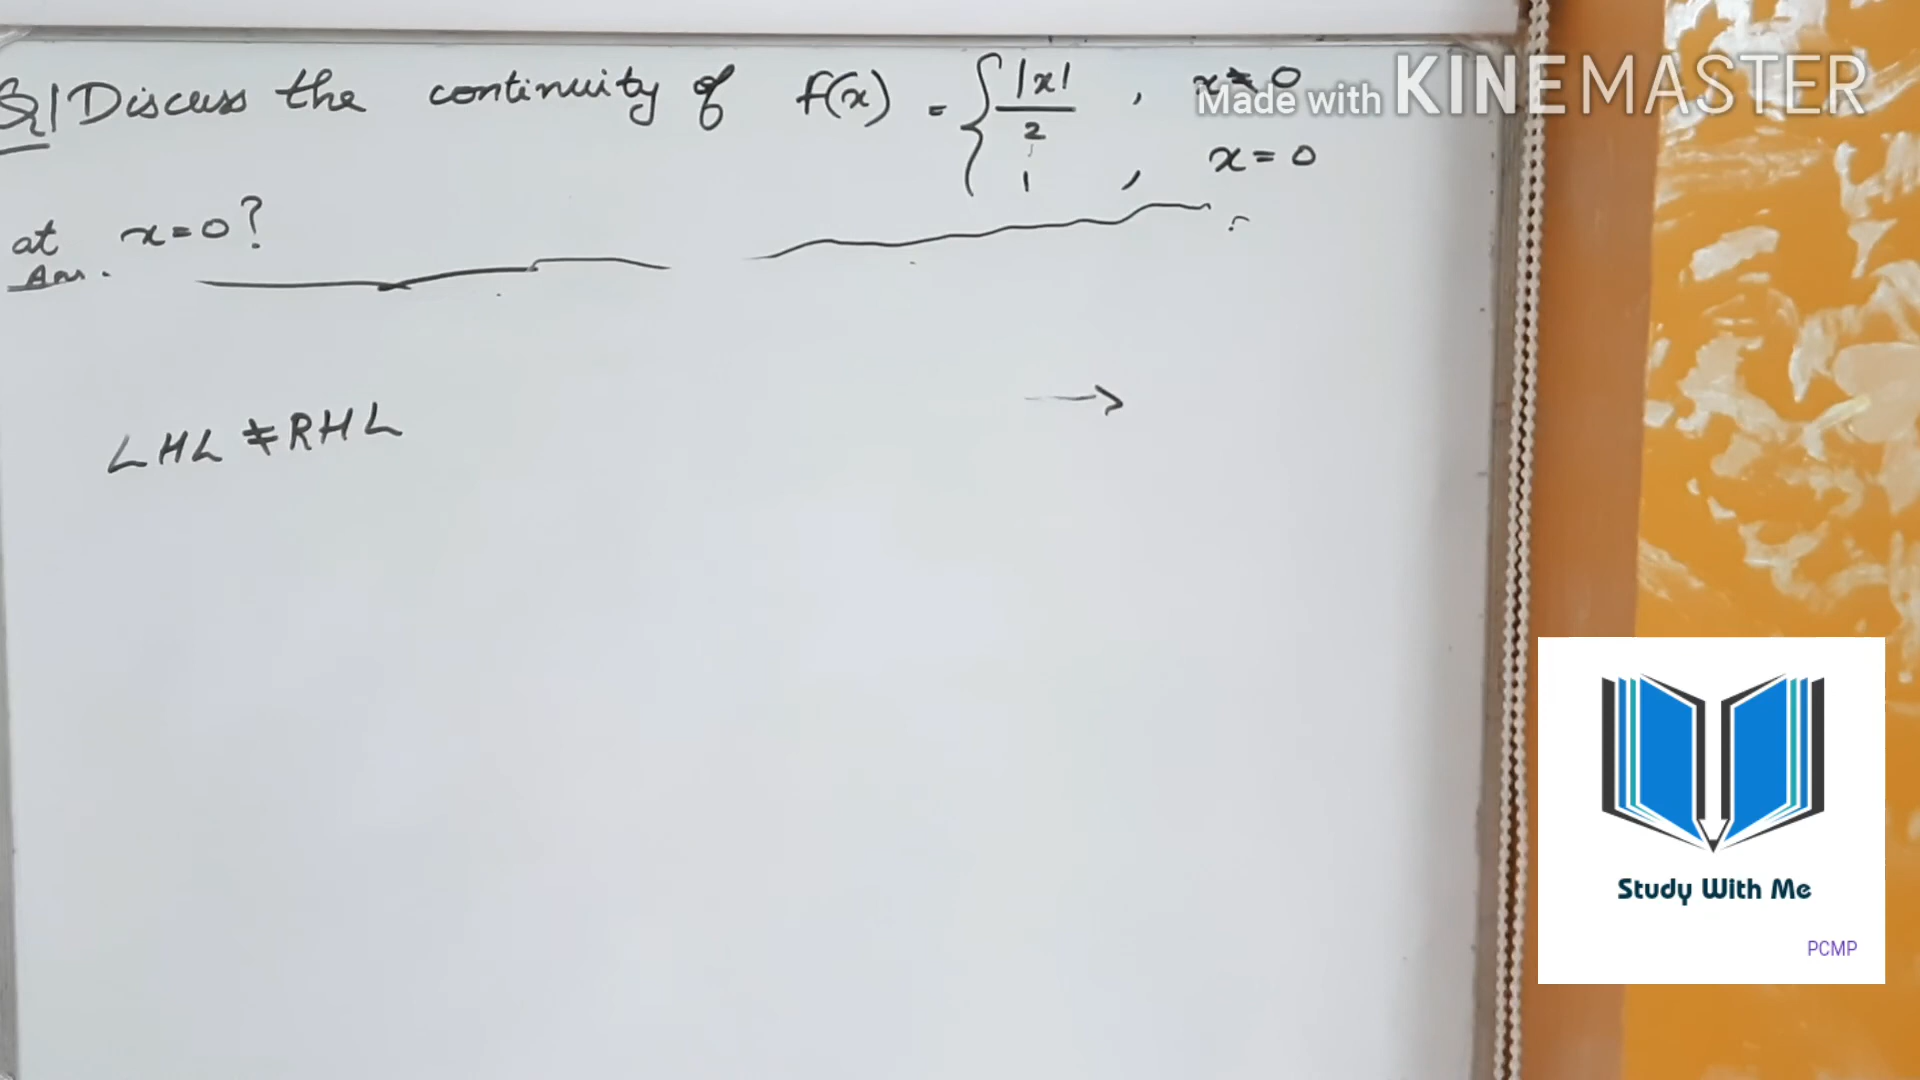 Q1 Discuss the continuity of f(x) = { |x|/2 , x ≠ 0
1 , x = 0
at x=0?
Ans.
LHL ≠ RHL
Made with KINEMASTER
Study With Me
PCMP